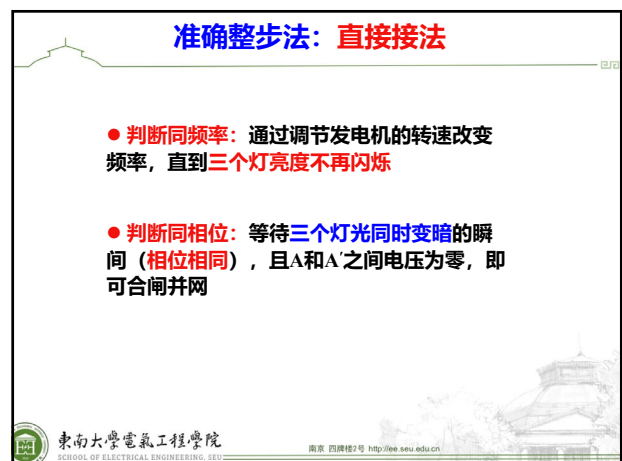 准确整步法：直接接法
● 判断同频率：通过调节发电机的转速改变
频率，直到三个灯亮度不再闪烁
● 判断同相位：等待三个灯光同时变暗的瞬
间（相位相同），且A和A′之间电压为零，即
可合闸并网
東南大學電氣工程學院
SCHOOL OF ELECTRICAL ENGINEERING, SEU
南京 四牌楼2号 http://ee.seu.edu.cn